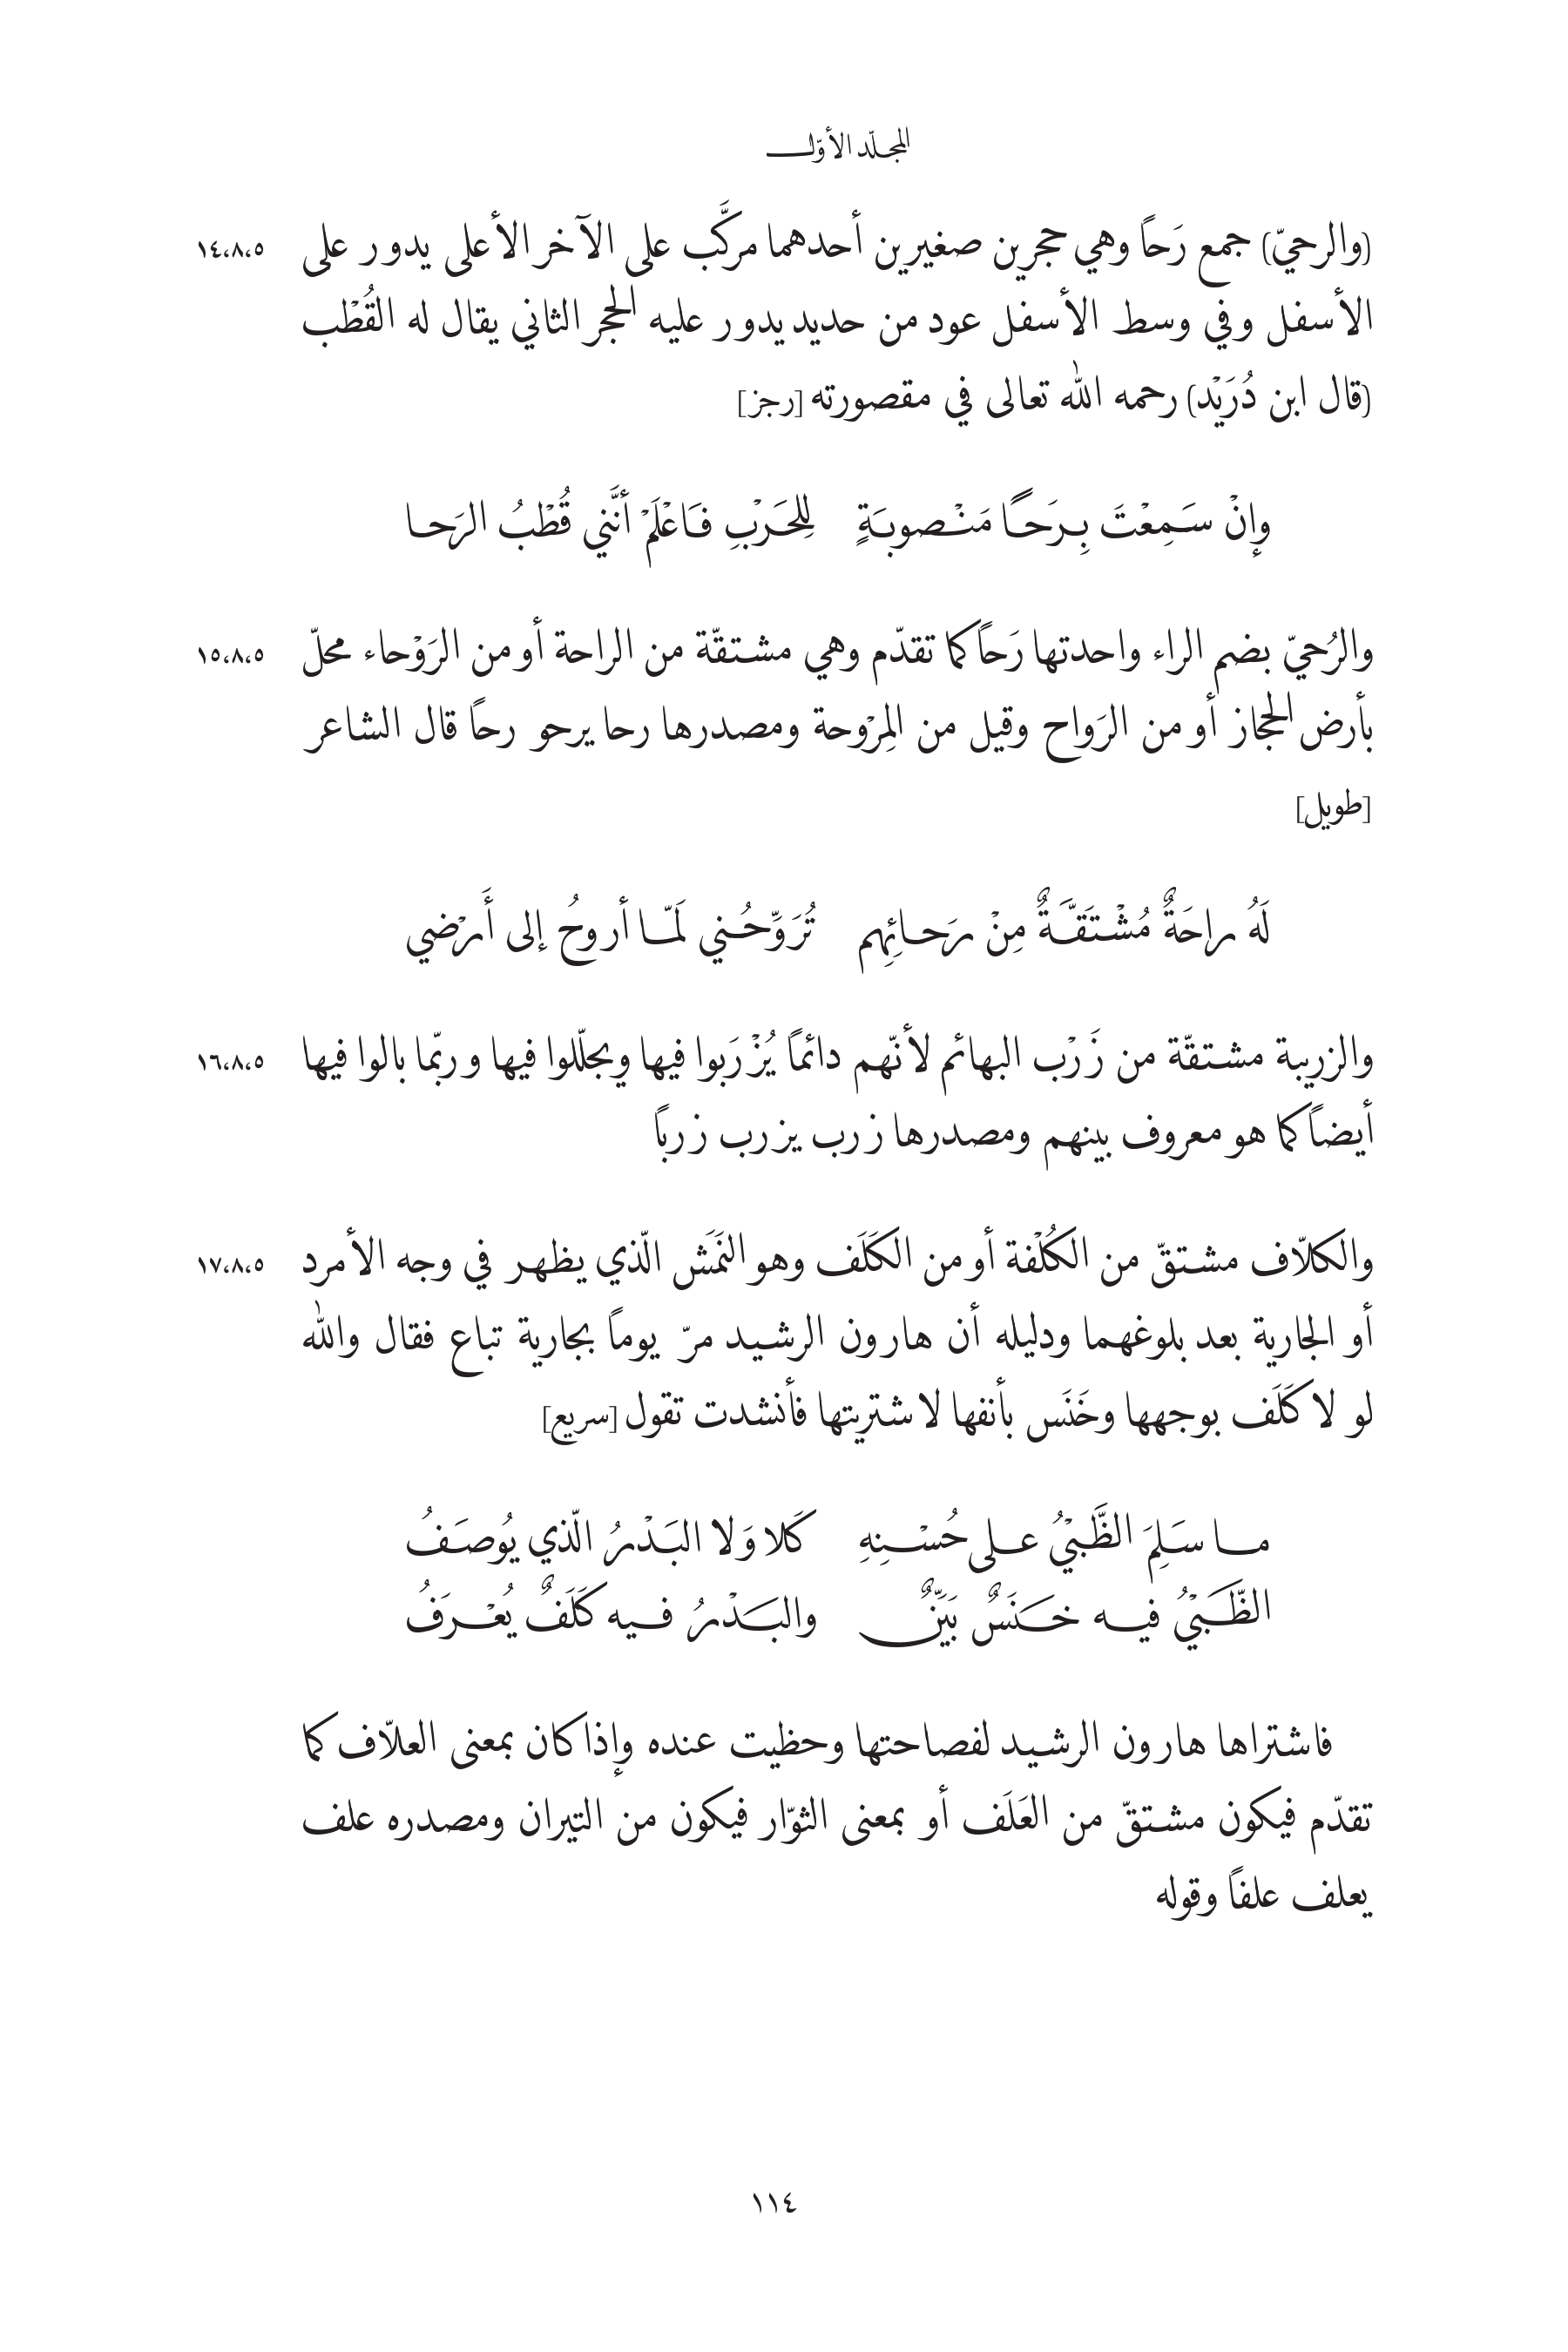 المجلّد الأوّل
(والرحيّ) جمع رَحاً وهي حجرين صغيرين أحدهما مركَّب على الآخر الأعلى يدور على ١٤،٨،٥
الأسفل وفي وسط الأسفل عود من حديد يدور عليه الحجر الثاني يقال له القُطْب
(قال ابن دُرَيْد) رحمه الله تعالى في مقصورته [رجز]
وإنْ سَمِعْتَ بِرَحًا مَنْصوبَةٍ لِلحَرْبِ فَاعْلَمْ أنَّني قُطْبُ الرَحا
والرُحيّ بضم الراء واحدتها رَحاً كما تقدّم وهي مشتقّة من الراحة أو من الرَوْحاء محلّ ١٥،٨،٥
بأرض الحجاز أو من الرَواح وقيل من المِرْوحة ومصدرها رحا يرحو رحاً قال الشاعر
[طويل]
لَهُ راحَةٌ مُشْتَقَّةٌ مِنْ رَحائِهِم تُرَوِّحُني لَمّا أروحُ إلى أَرْضي
والزريبة مشتقّة من زَرْب البهائم لأنّهم دائماً يُزْرَبوا فيها ويجلّلوا فيها وربّما بالوا فيها ١٦،٨،٥
أيضاً كما هو معروف بينهم ومصدرها زرب يزرب زرباً
والكلاّف مشتقّ من الكُلْفة أو من الكَلَف وهو النَمَش الّذي يظهر في وجه الأمرد ١٧،٨،٥
أو الجارية بعد بلوغهما ودليله أن هارون الرشيد مرّ يوماً بجارية تباع فقال والله
لو لا كَلَف بوجهها وخَنَس بأنفها لاشتريتها فأنشدت تقول [سريع]
ما سَلِمَ الظَّبْيُ على حُسْنِهِ كَلا وَلا البَدْرُ الّذي يُوصَفُ
الظَّبْيُ فيه خَنَسٌ بَيِّنٌ والبَدْرُ فيه كَلَفٌ يُعْرَفُ
فاشتراها هارون الرشيد لفصاحتها وحظيت عنده وإذا كان بمعنى العلاّف كما
تقدّم فيكون مشتقّ من العَلَف أو بمعنى الثوّار فيكون من التيران ومصدره علف
يعلف علفاً وقوله
١١٤